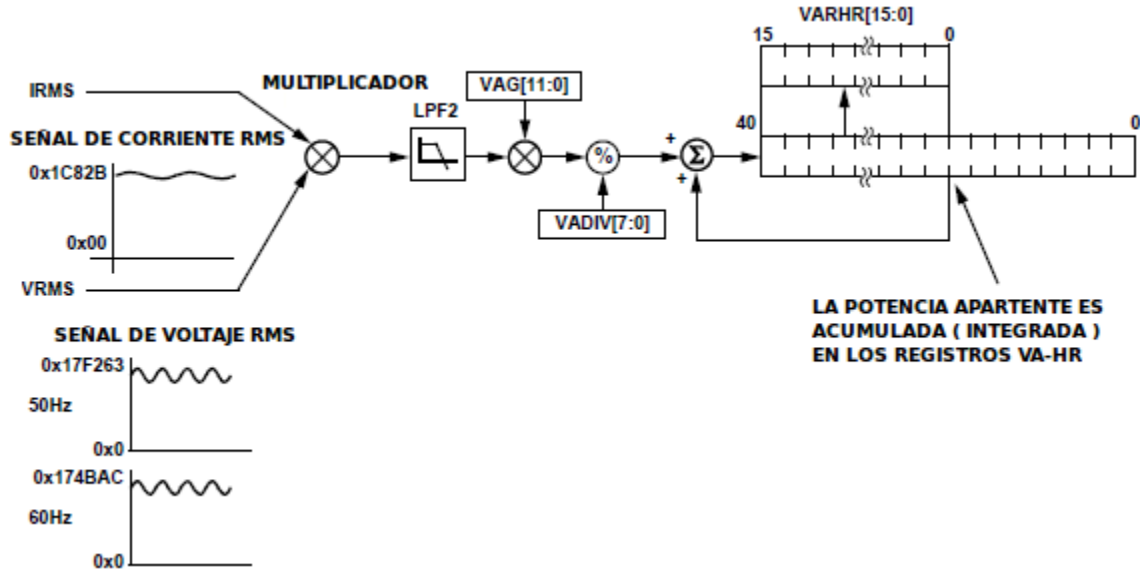 VARHR[15:0]
15
0
IRMS
MULTIPLICADOR
VAG[11:0]
LPF2
SEÑAL DE CORRIENTE RMS
40
0
+
Σ
+
%
0x1C82B
0x00
VADIV[7:0]
VRMS
LA POTENCIA APARTENTE ES
ACUMULADA ( INTEGRADA )
EN LOS REGISTROS VA-HR
SEÑAL DE VOLTAJE RMS
0x17F263
50Hz
0x0
0x174BAC
60Hz
0x0